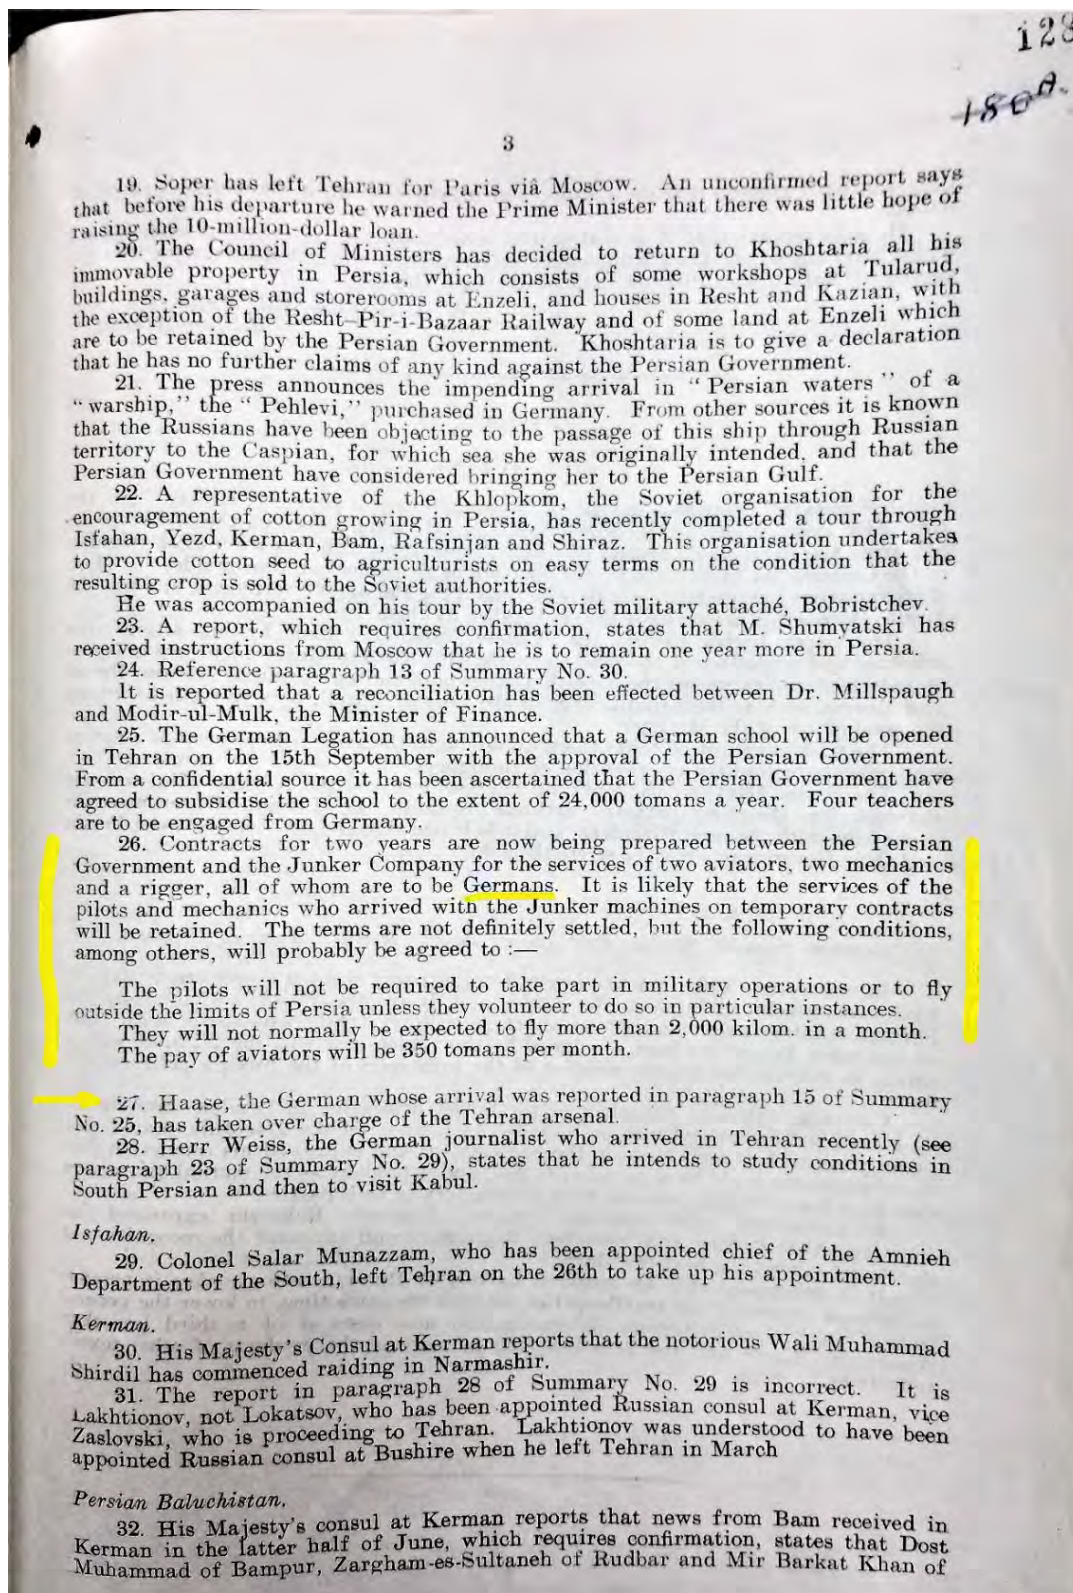 128
180A.
3
19. Soper has left Tehran for Paris viâ Moscow. An unconfirmed report says
that before his departure he warned the Prime Minister that there was little hope of
raising the 10-million-dollar loan.
20. The Council of Ministers has decided to return to Khoshtaria all his
immovable property in Persia, which consists of some workshops at Tularud,
buildings, garages and storerooms at Enzeli, and houses in Resht and Kazian, with
the exception of the Resht–Pir-i-Bazaar Railway and of some land at Enzeli which
are to be retained by the Persian Government. Khoshtaria is to give a declaration
that he has no further claims of any kind against the Persian Government.
21. The press announces the impending arrival in "Persian waters" of a
"warship," the "Pehlevi," purchased in Germany. From other sources it is known
that the Russians have been objecting to the passage of this ship through Russian
territory to the Caspian, for which sea she was originally intended, and that the
Persian Government have considered bringing her to the Persian Gulf.
22. A representative of the Khlopkom, the Soviet organisation for the
encouragement of cotton growing in Persia, has recently completed a tour through
Isfahan, Yezd, Kerman, Bam, Rafsinjan and Shiraz. This organisation undertakes
to provide cotton seed to agriculturists on easy terms on the condition that the
resulting crop is sold to the Soviet authorities.
He was accompanied on his tour by the Soviet military attaché, Bobristchev.
23. A report, which requires confirmation, states that M. Shumyatski has
received instructions from Moscow that he is to remain one year more in Persia.
24. Reference paragraph 13 of Summary No. 30.
It is reported that a reconciliation has been effected between Dr. Millspaugh
and Modir-ul-Mulk, the Minister of Finance.
25. The German Legation has announced that a German school will be opened
in Tehran on the 15th September with the approval of the Persian Government.
From a confidential source it has been ascertained that the Persian Government have
agreed to subsidise the school to the extent of 24,000 tomans a year. Four teachers
are to be engaged from Germany.
26. Contracts for two years are now being prepared between the Persian
Government and the Junker Company for the services of two aviators, two mechanics
and a rigger, all of whom are to be Germans. It is likely that the services of the
pilots and mechanics who arrived with the Junker machines on temporary contracts
will be retained. The terms are not definitely settled, but the following conditions,
among others, will probably be agreed to :—
The pilots will not be required to take part in military operations or to fly
outside the limits of Persia unless they volunteer to do so in particular instances.
They will not normally be expected to fly more than 2,000 kilom. in a month.
The pay of aviators will be 350 tomans per month.
27. Haase, the German whose arrival was reported in paragraph 15 of Summary
No. 25, has taken over charge of the Tehran arsenal.
28. Herr Weiss, the German journalist who arrived in Tehran recently (see
paragraph 23 of Summary No. 29), states that he intends to study conditions in
South Persian and then to visit Kabul.
Isfahan.
29. Colonel Salar Munazzam, who has been appointed chief of the Amnieh
Department of the South, left Tehran on the 26th to take up his appointment.
Kerman.
30. His Majesty's Consul at Kerman reports that the notorious Wali Muhammad
Shirdil has commenced raiding in Narmashir.
31. The report in paragraph 28 of Summary No. 29 is incorrect. It is
Lakhtionov, not Lokatsov, who has been appointed Russian consul at Kerman, vice
Zaslovski, who is proceeding to Tehran. Lakhtionov was understood to have been
appointed Russian consul at Bushire when he left Tehran in March
Persian Baluchistan.
32. His Majesty's consul at Kerman reports that news from Bam received in
Kerman in the latter half of June, which requires confirmation, states that Dost
Muhammad of Bampur, Zargham-es-Sultaneh of Rudbar and Mir Barkat Khan of